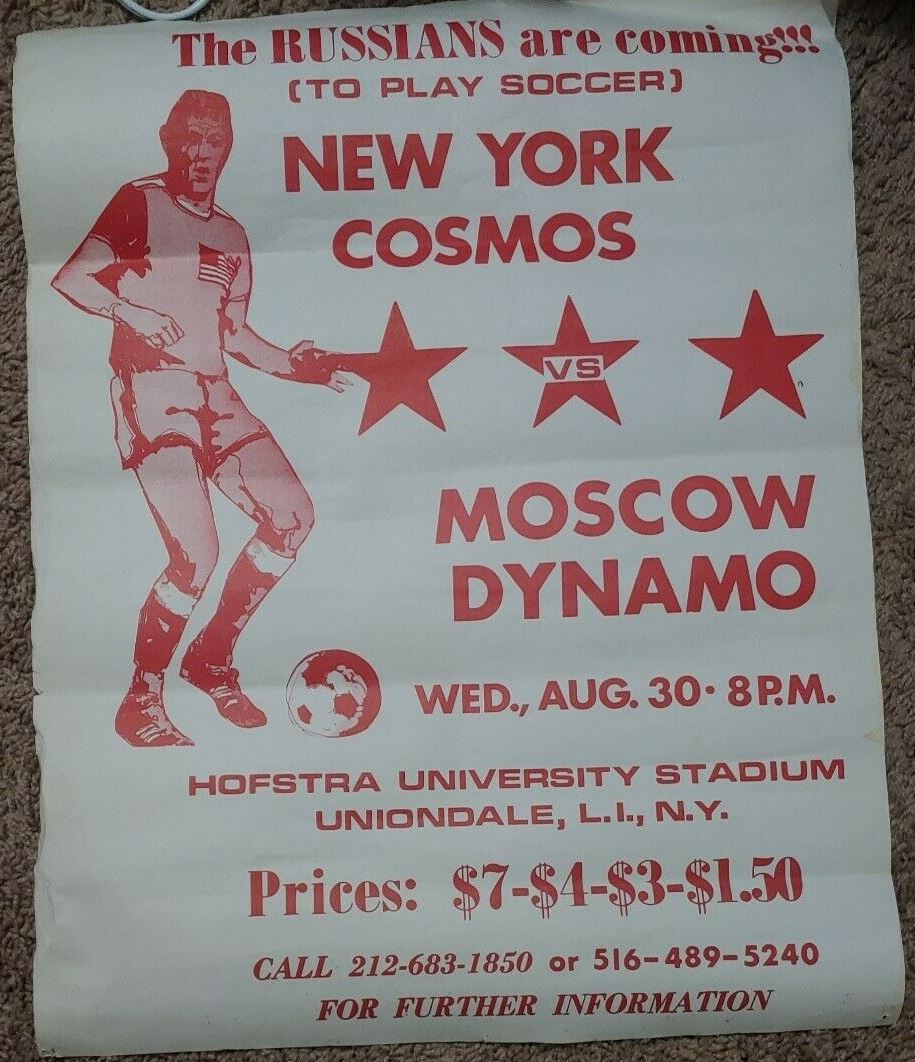 The RUSSIANS are coming!!!
(TO PLAY SOCCER)
NEW YORK
COSMOS
VS
MOSCOW
DYNAMO
WED., AUG. 30 • 8 P.M.
HOFSTRA UNIVERSITY STADIUM
UNIONDALE, L.I., N.Y.
Prices: $7-$4-$3-$1.50
CALL 212-683-1850 or 516-489-5240
FOR FURTHER INFORMATION